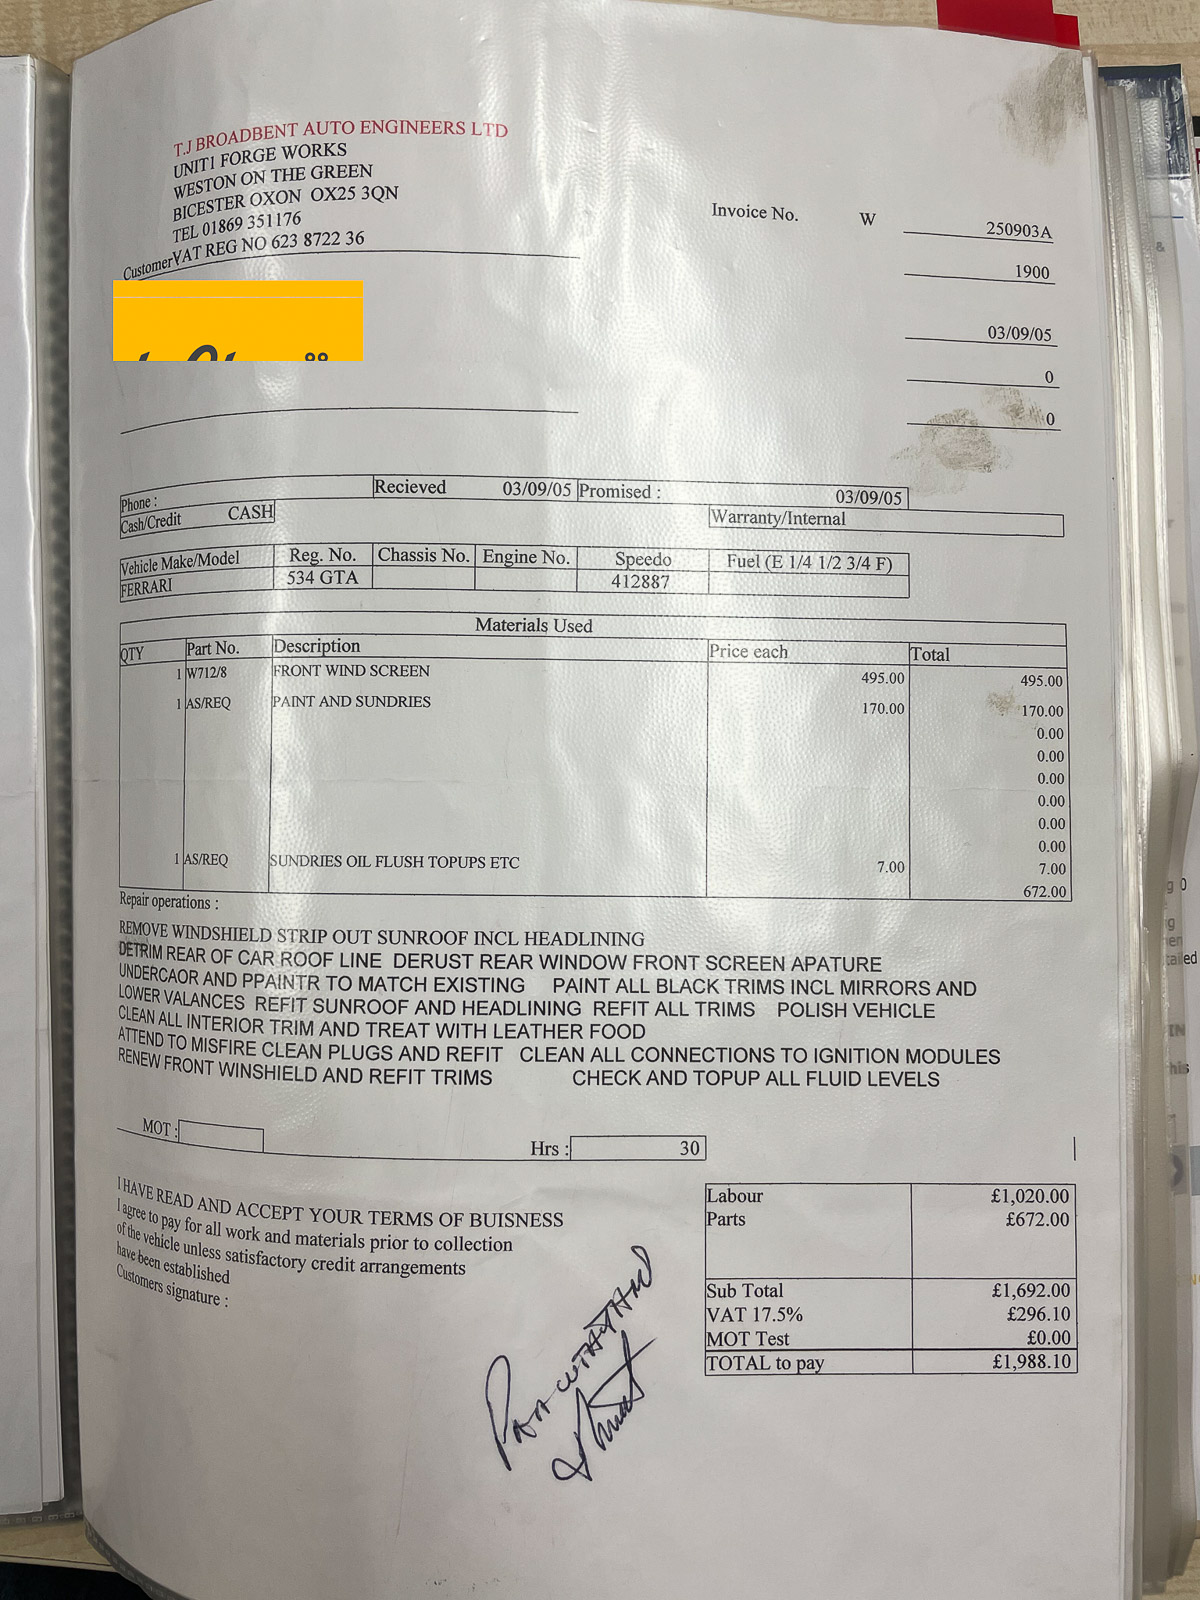 T.J BROADBENT AUTO ENGINEERS LTD
UNIT1 FORGE WORKS
WESTON ON THE GREEN
BICESTER OXON OX25 3QN
TEL 01869 351176
VAT REG NO 623 8722 36
Customer
Invoice No. W 250903A
1900
03/09/05
0
0
Phone : Recieved 03/09/05 Promised : 03/09/05
Cash/Credit CASH Warranty/Internal
Vehicle Make/Model Reg. No. Chassis No. Engine No. Speedo Fuel (E 1/4 1/2 3/4 F)
FERRARI 534 GTA 412887
Materials Used
QTY Part No. Description Price each Total
1 W712/8 FRONT WIND SCREEN 495.00 495.00
1 AS/REQ PAINT AND SUNDRIES 170.00 170.00
0.00
0.00
0.00
0.00
0.00
0.00
1 AS/REQ SUNDRIES OIL FLUSH TOPUPS ETC 7.00 7.00
672.00
Repair operations :
REMOVE WINDSHIELD STRIP OUT SUNROOF INCL HEADLINING
DETRIM REAR OF CAR ROOF LINE DERUST REAR WINDOW FRONT SCREEN APATURE
UNDERCAOR AND PPAINTR TO MATCH EXISTING PAINT ALL BLACK TRIMS INCL MIRRORS AND
LOWER VALANCES REFIT SUNROOF AND HEADLINING REFIT ALL TRIMS POLISH VEHICLE
CLEAN ALL INTERIOR TRIM AND TREAT WITH LEATHER FOOD
ATTEND TO MISFIRE CLEAN PLUGS AND REFIT CLEAN ALL CONNECTIONS TO IGNITION MODULES
RENEW FRONT WINSHIELD AND REFIT TRIMS CHECK AND TOPUP ALL FLUID LEVELS
MOT : Hrs : 30
I HAVE READ AND ACCEPT YOUR TERMS OF BUISNESS
I agree to pay for all work and materials prior to collection
of the vehicle unless satisfactory credit arrangements
have been established
Customers signature :
Labour £1,020.00
Parts £672.00
Sub Total £1,692.00
VAT 17.5% £296.10
MOT Test £0.00
TOTAL to pay £1,988.10